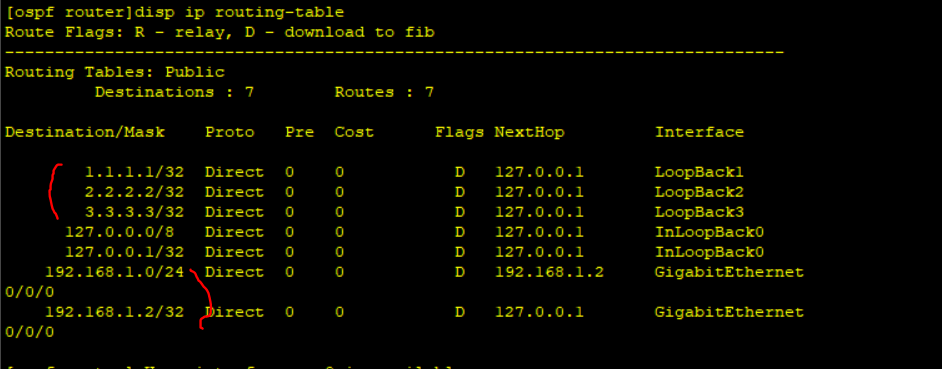 [ospf router]disp ip routing-table
Route Flags: R - relay, D - download to fib
------------------------------------------------------------------------------
Routing Tables: Public
         Destinations : 7        Routes : 7

Destination/Mask    Proto   Pre  Cost         Flags NextHop         Interface

        1.1.1.1/32  Direct  0    0              D   127.0.0.1       LoopBack1
        2.2.2.2/32  Direct  0    0              D   127.0.0.1       LoopBack2
        3.3.3.3/32  Direct  0    0              D   127.0.0.1       LoopBack3
      127.0.0.0/8   Direct  0    0              D   127.0.0.1       InLoopBack0
      127.0.0.1/32  Direct  0    0              D   127.0.0.1       InLoopBack0
    192.168.1.0/24  Direct  0    0              D   192.168.1.2     GigabitEthernet
0/0/0
    192.168.1.2/32  Direct  0    0              D   127.0.0.1       GigabitEthernet
0/0/0